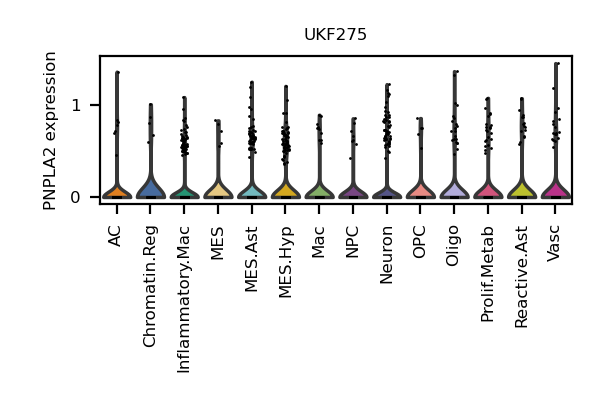 UKF275
PNPLA2 expression
1
0
AC
Chromatin.Reg
Inflammatory.Mac
MES
MES.Ast
MES.Hyp
Mac
NPC
Neuron
OPC
Oligo
Prolif.Metab
Reactive.Ast
Vasc